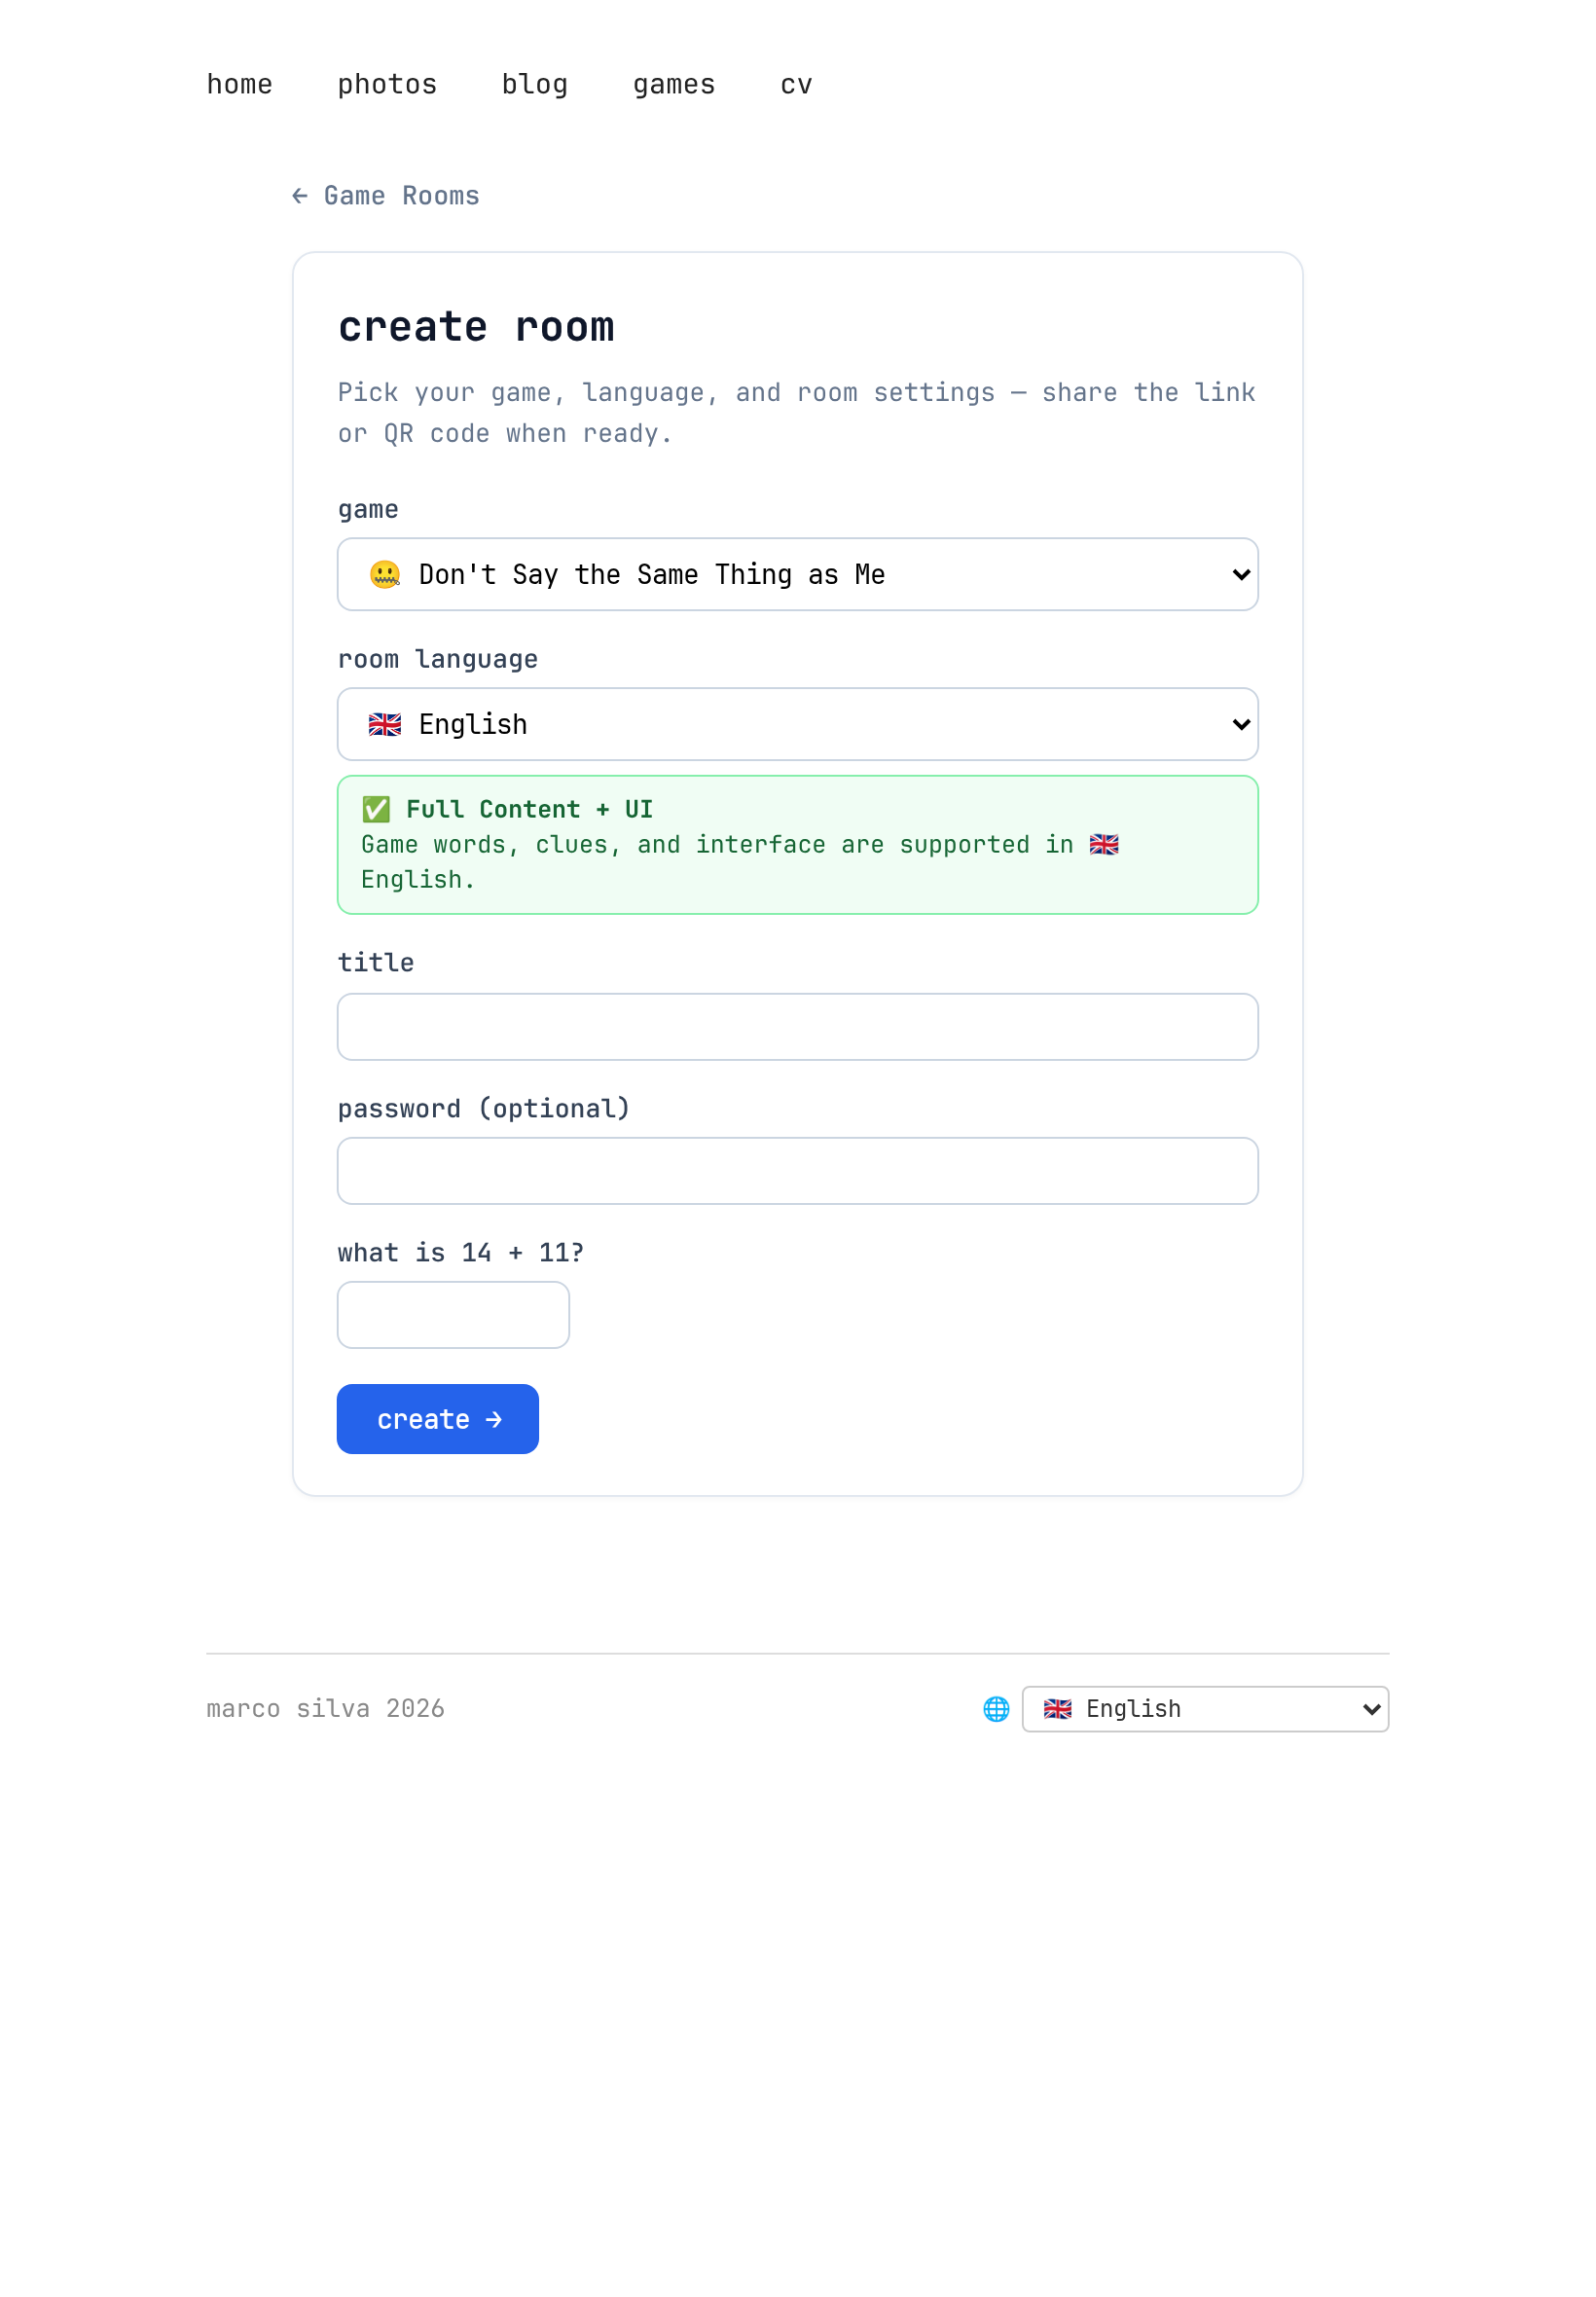 home photos blog games cv
← Game Rooms
create room
Pick your game, language, and room settings — share the link
or QR code when ready.
game
🤐 Don't Say the Same Thing as Me
room language
🇬🇧 English
✅ Full Content + UI
Game words, clues, and interface are supported in 🇬🇧
English.
title
password (optional)
what is 14 + 11?
create →
marco silva 2026
🌐 🇬🇧 English